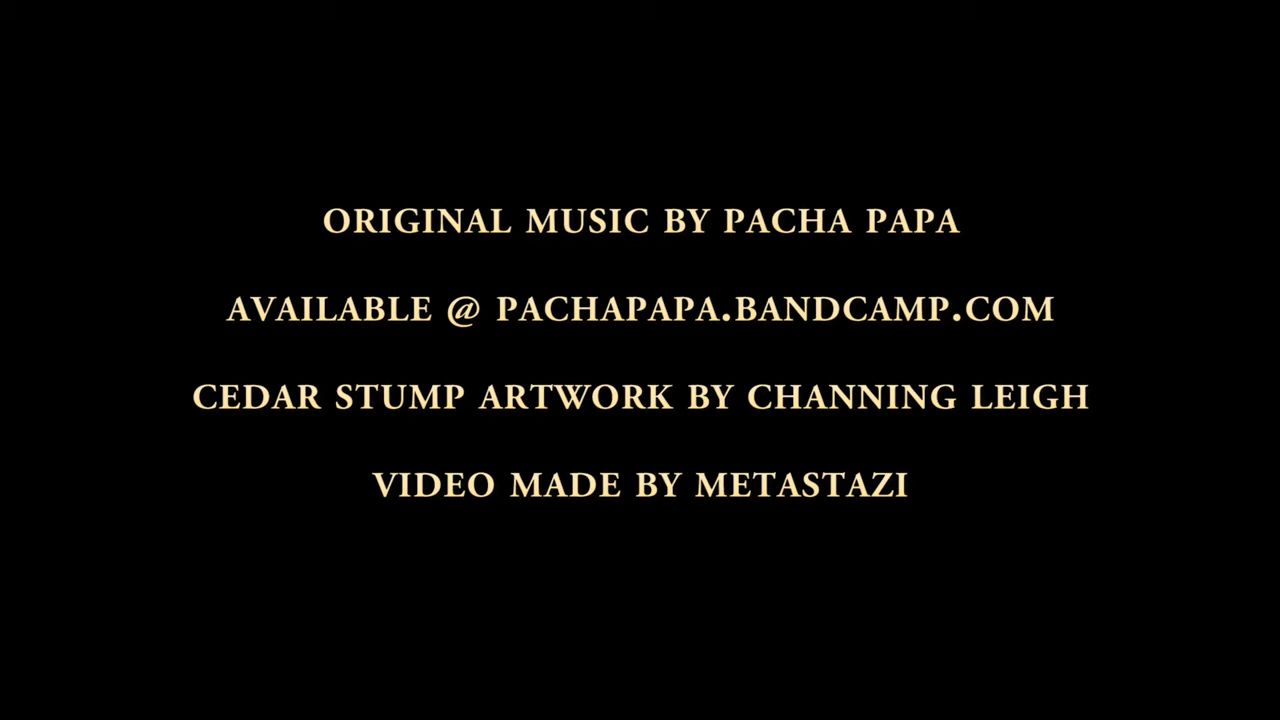 ORIGINAL MUSIC BY PACHA PAPA
AVAILABLE @ PACHAPAPA.BANDCAMP.COM
CEDAR STUMP ARTWORK BY CHANNING LEIGH
VIDEO MADE BY METASTAZI